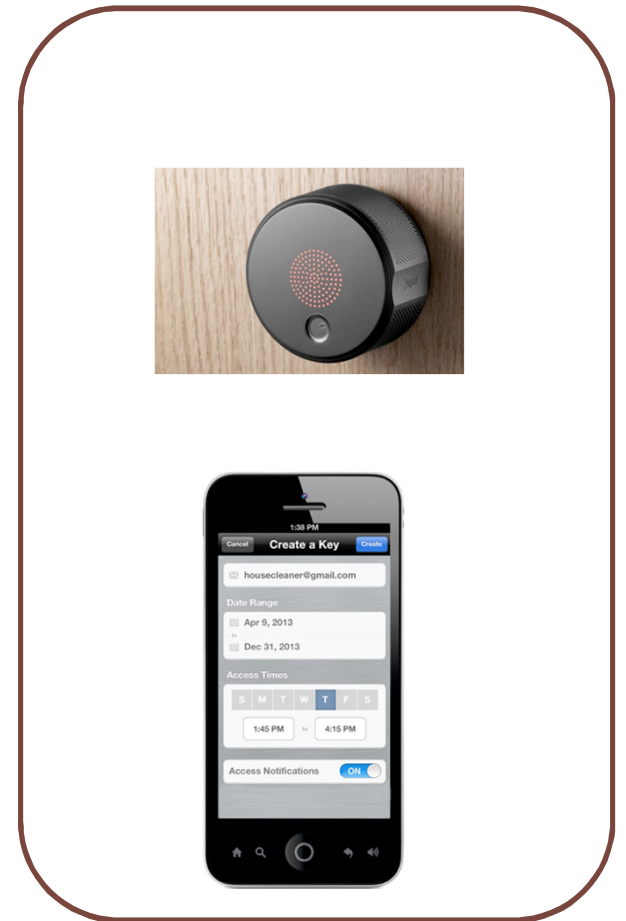 1:38 PM
Cancel Create a Key Create
housecleaner@gmail.com
Date Range
Apr 9, 2013
to
Dec 31, 2013
Access Times
S M T W T F S
1:45 PM to 4:15 PM
Access Notifications ON